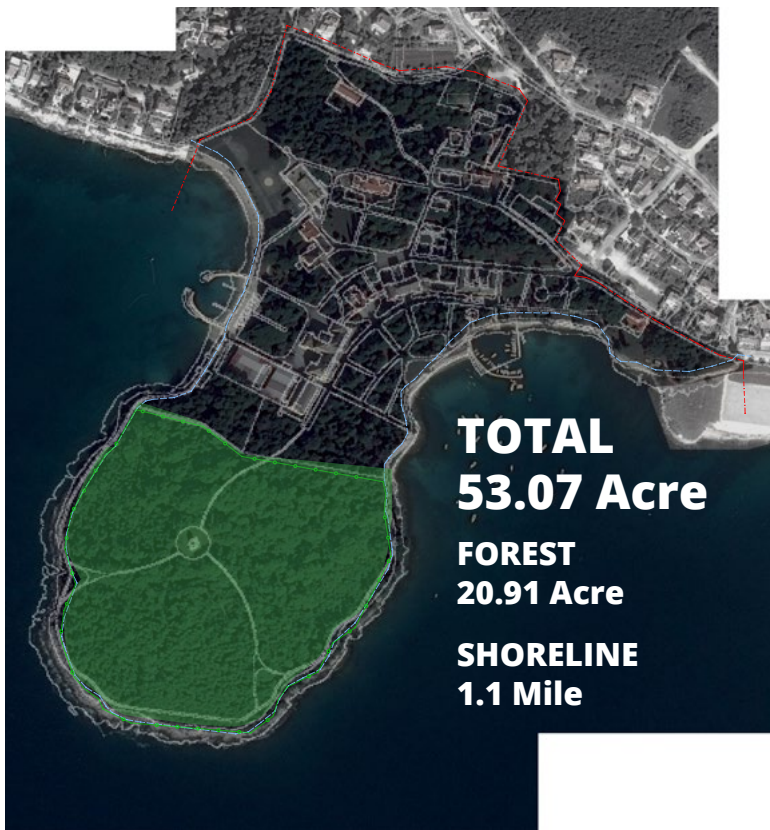 TOTAL
53.07 Acre
FOREST
20.91 Acre
SHORELINE
1.1 Mile